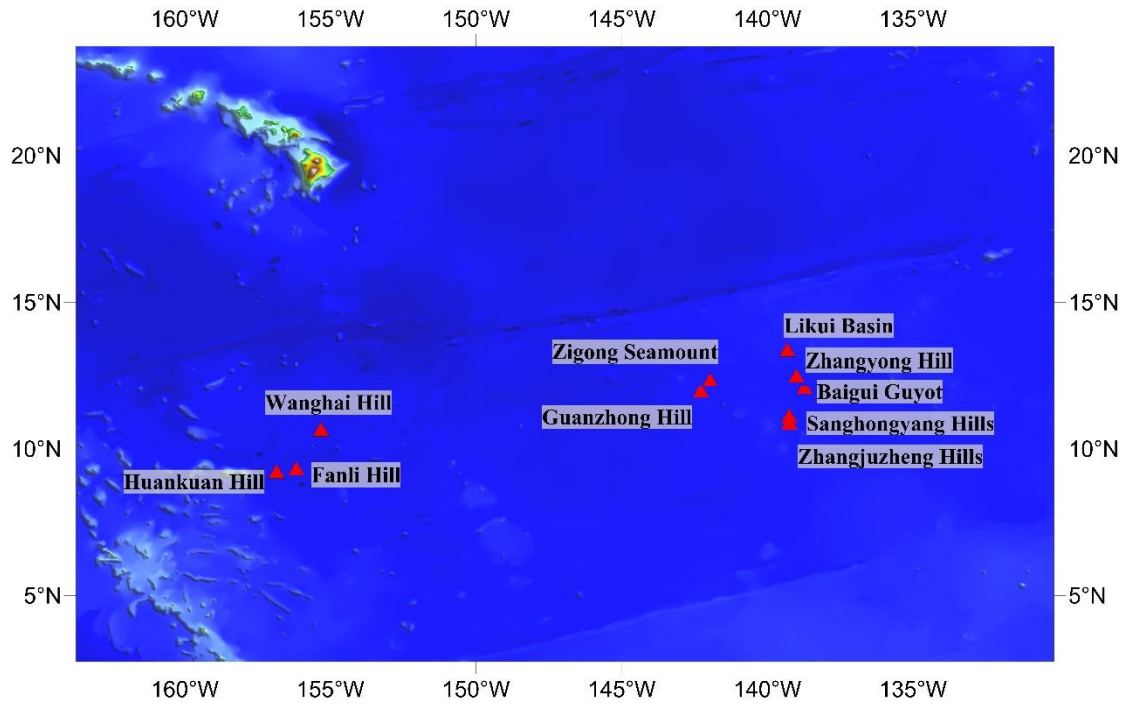 160°W 155°W 150°W 145°W 140°W 135°W
20°N 20°N
15°N 15°N
Likui Basin
Zigong Seamount
Zhangyong Hill
Baigui Guyot
Wanghai Hill
Guanzhong Hill
Sanghongyang Hills
10°N 10°N
Zhangjuzheng Hills
Huankuan Hill
Fanli Hill
5°N 5°N
160°W 155°W 150°W 145°W 140°W 135°W